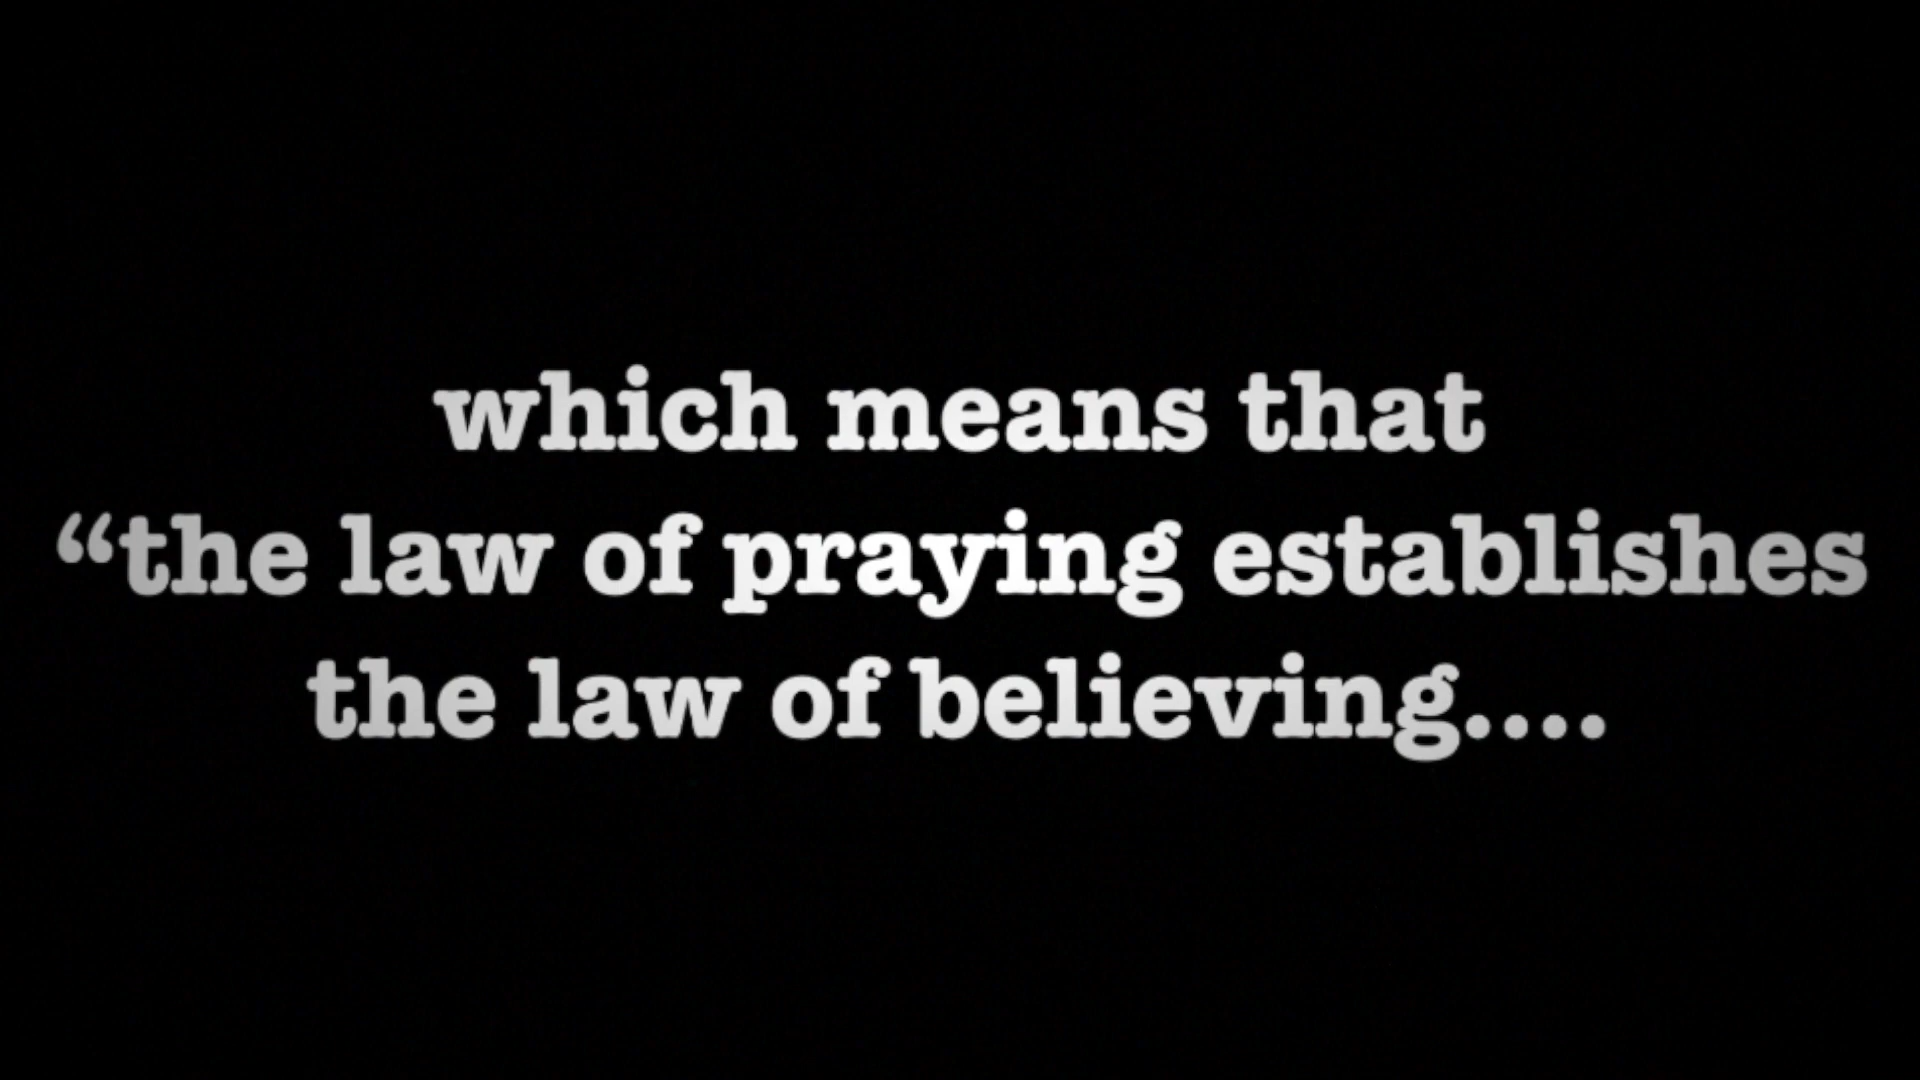 which means that
“the law of praying establishes
the law of believing....